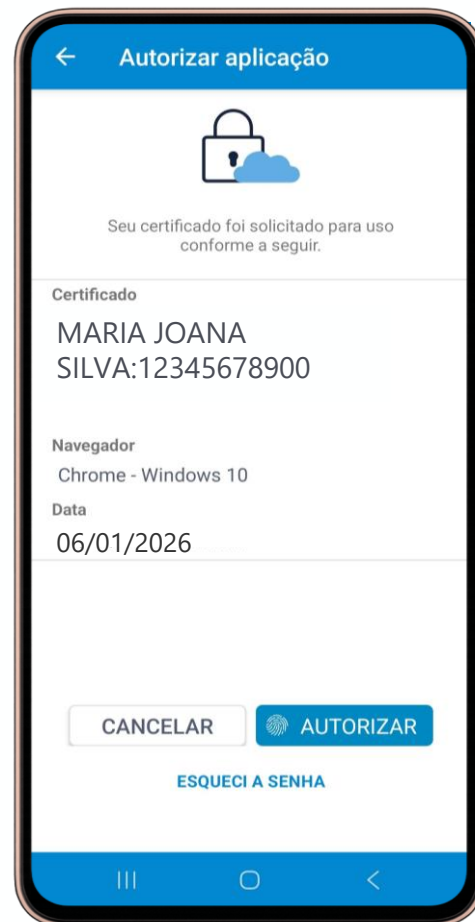 Autorizar aplicação
Seu certificado foi solicitado para uso
conforme a seguir.
Certificado
MARIA JOANA
SILVA:12345678900
Navegador
Chrome - Windows 10
Data
06/01/2026
CANCELAR AUTORIZAR
ESQUECI A SENHA